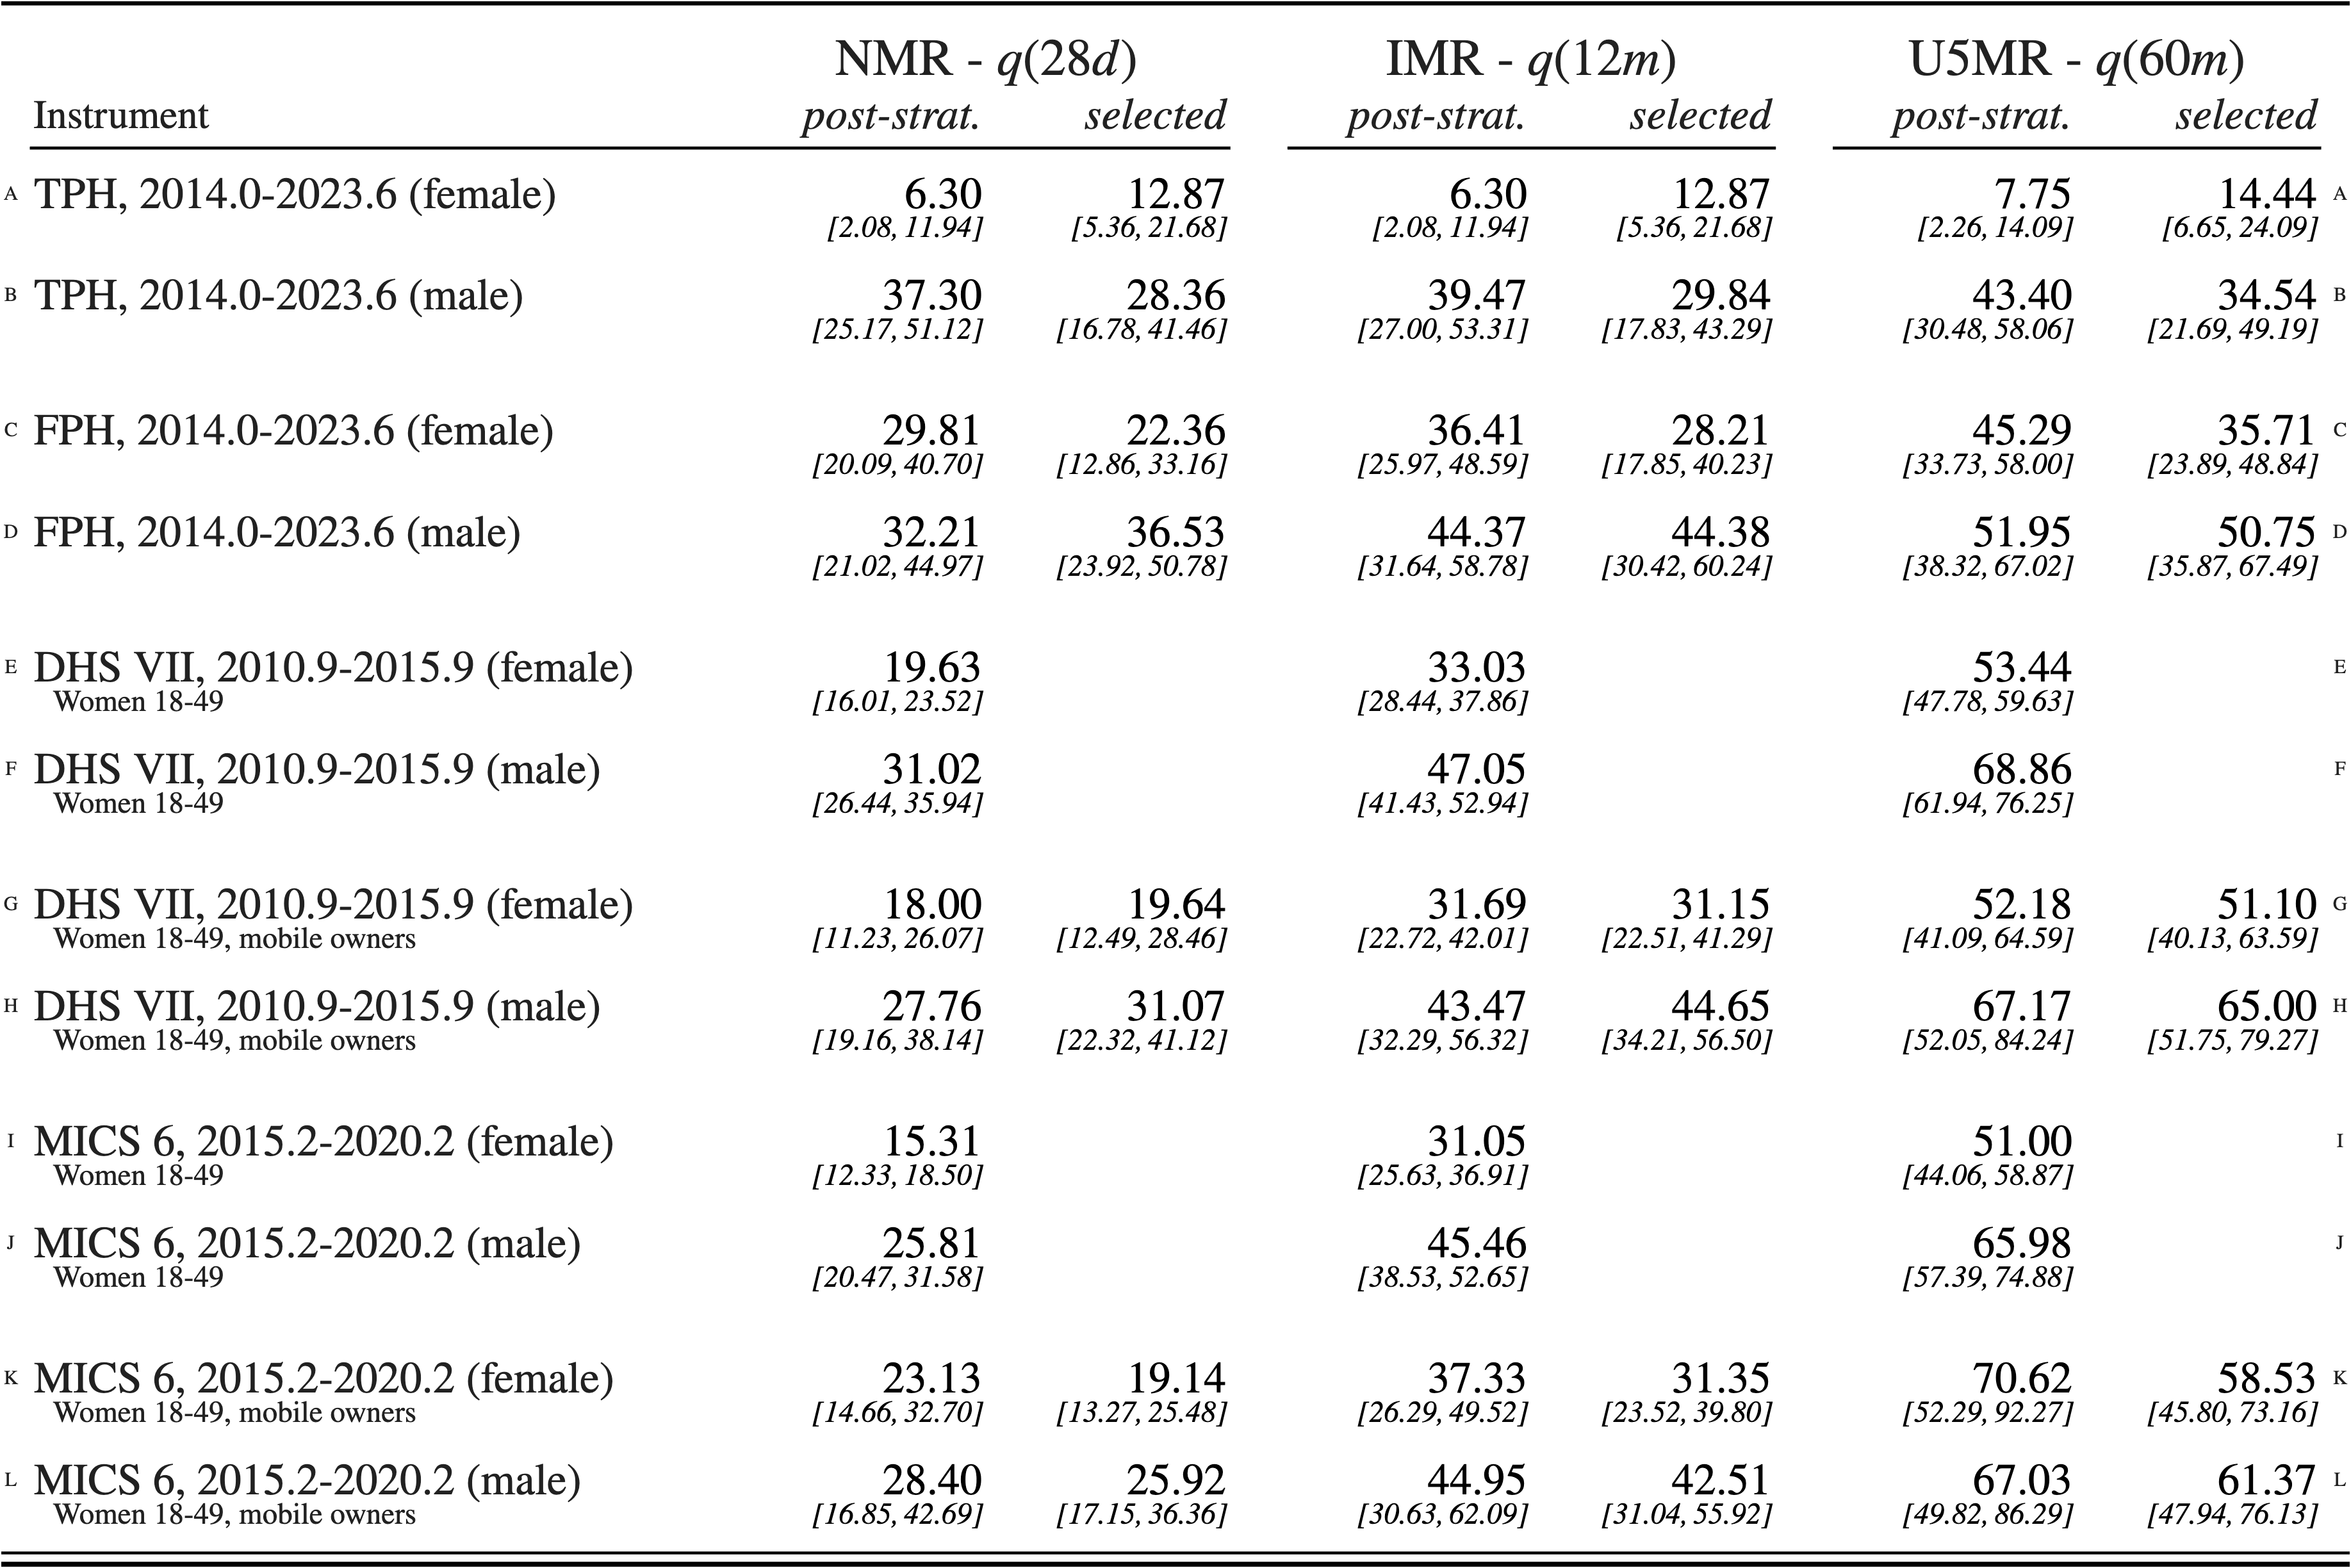 NMR - q(28d) IMR - q(12m) U5MR - q(60m)
Instrument post-strat. selected post-strat. selected post-strat. selected
A TPH, 2014.0-2023.6 (female) 6.30 12.87 6.30 12.87 7.75 14.44 A
[2.08, 11.94] [5.36, 21.68] [2.08, 11.94] [5.36, 21.68] [2.26, 14.09] [6.65, 24.09]
B TPH, 2014.0-2023.6 (male) 37.30 28.36 39.47 29.84 43.40 34.54 B
[25.17, 51.12] [16.78, 41.46] [27.00, 53.31] [17.83, 43.29] [30.48, 58.06] [21.69, 49.19]
C FPH, 2014.0-2023.6 (female) 29.81 22.36 36.41 28.21 45.29 35.71 C
[20.09, 40.70] [12.86, 33.16] [25.97, 48.59] [17.85, 40.23] [33.73, 58.00] [23.89, 48.84]
D FPH, 2014.0-2023.6 (male) 32.21 36.53 44.37 44.38 51.95 50.75 D
[21.02, 44.97] [23.92, 50.78] [31.64, 58.78] [30.42, 60.24] [38.32, 67.02] [35.87, 67.49]
E DHS VII, 2010.9-2015.9 (female) 19.63 33.03 53.44 E
Women 18-49 [16.01, 23.52] [28.44, 37.86] [47.78, 59.63]
F DHS VII, 2010.9-2015.9 (male) 31.02 47.05 68.86 F
Women 18-49 [26.44, 35.94] [41.43, 52.94] [61.94, 76.25]
G DHS VII, 2010.9-2015.9 (female) 18.00 19.64 31.69 31.15 52.18 51.10 G
Women 18-49, mobile owners [11.23, 26.07] [12.49, 28.46] [22.72, 42.01] [22.51, 41.29] [41.09, 64.59] [40.13, 63.59]
H DHS VII, 2010.9-2015.9 (male) 27.76 31.07 43.47 44.65 67.17 65.00 H
Women 18-49, mobile owners [19.16, 38.14] [22.32, 41.12] [32.29, 56.32] [34.21, 56.50] [52.05, 84.24] [51.75, 79.27]
I MICS 6, 2015.2-2020.2 (female) 15.31 31.05 51.00 I
Women 18-49 [12.33, 18.50] [25.63, 36.91] [44.06, 58.87]
J MICS 6, 2015.2-2020.2 (male) 25.81 45.46 65.98 J
Women 18-49 [20.47, 31.58] [38.53, 52.65] [57.39, 74.88]
K MICS 6, 2015.2-2020.2 (female) 23.13 19.14 37.33 31.35 70.62 58.53 K
Women 18-49, mobile owners [14.66, 32.70] [13.27, 25.48] [26.29, 49.52] [23.52, 39.80] [52.29, 92.27] [45.80, 73.16]
L MICS 6, 2015.2-2020.2 (male) 28.40 25.92 44.95 42.51 67.03 61.37 L
Women 18-49, mobile owners [16.85, 42.69] [17.15, 36.36] [30.63, 62.09] [31.04, 55.92] [49.82, 86.29] [47.94, 76.13]